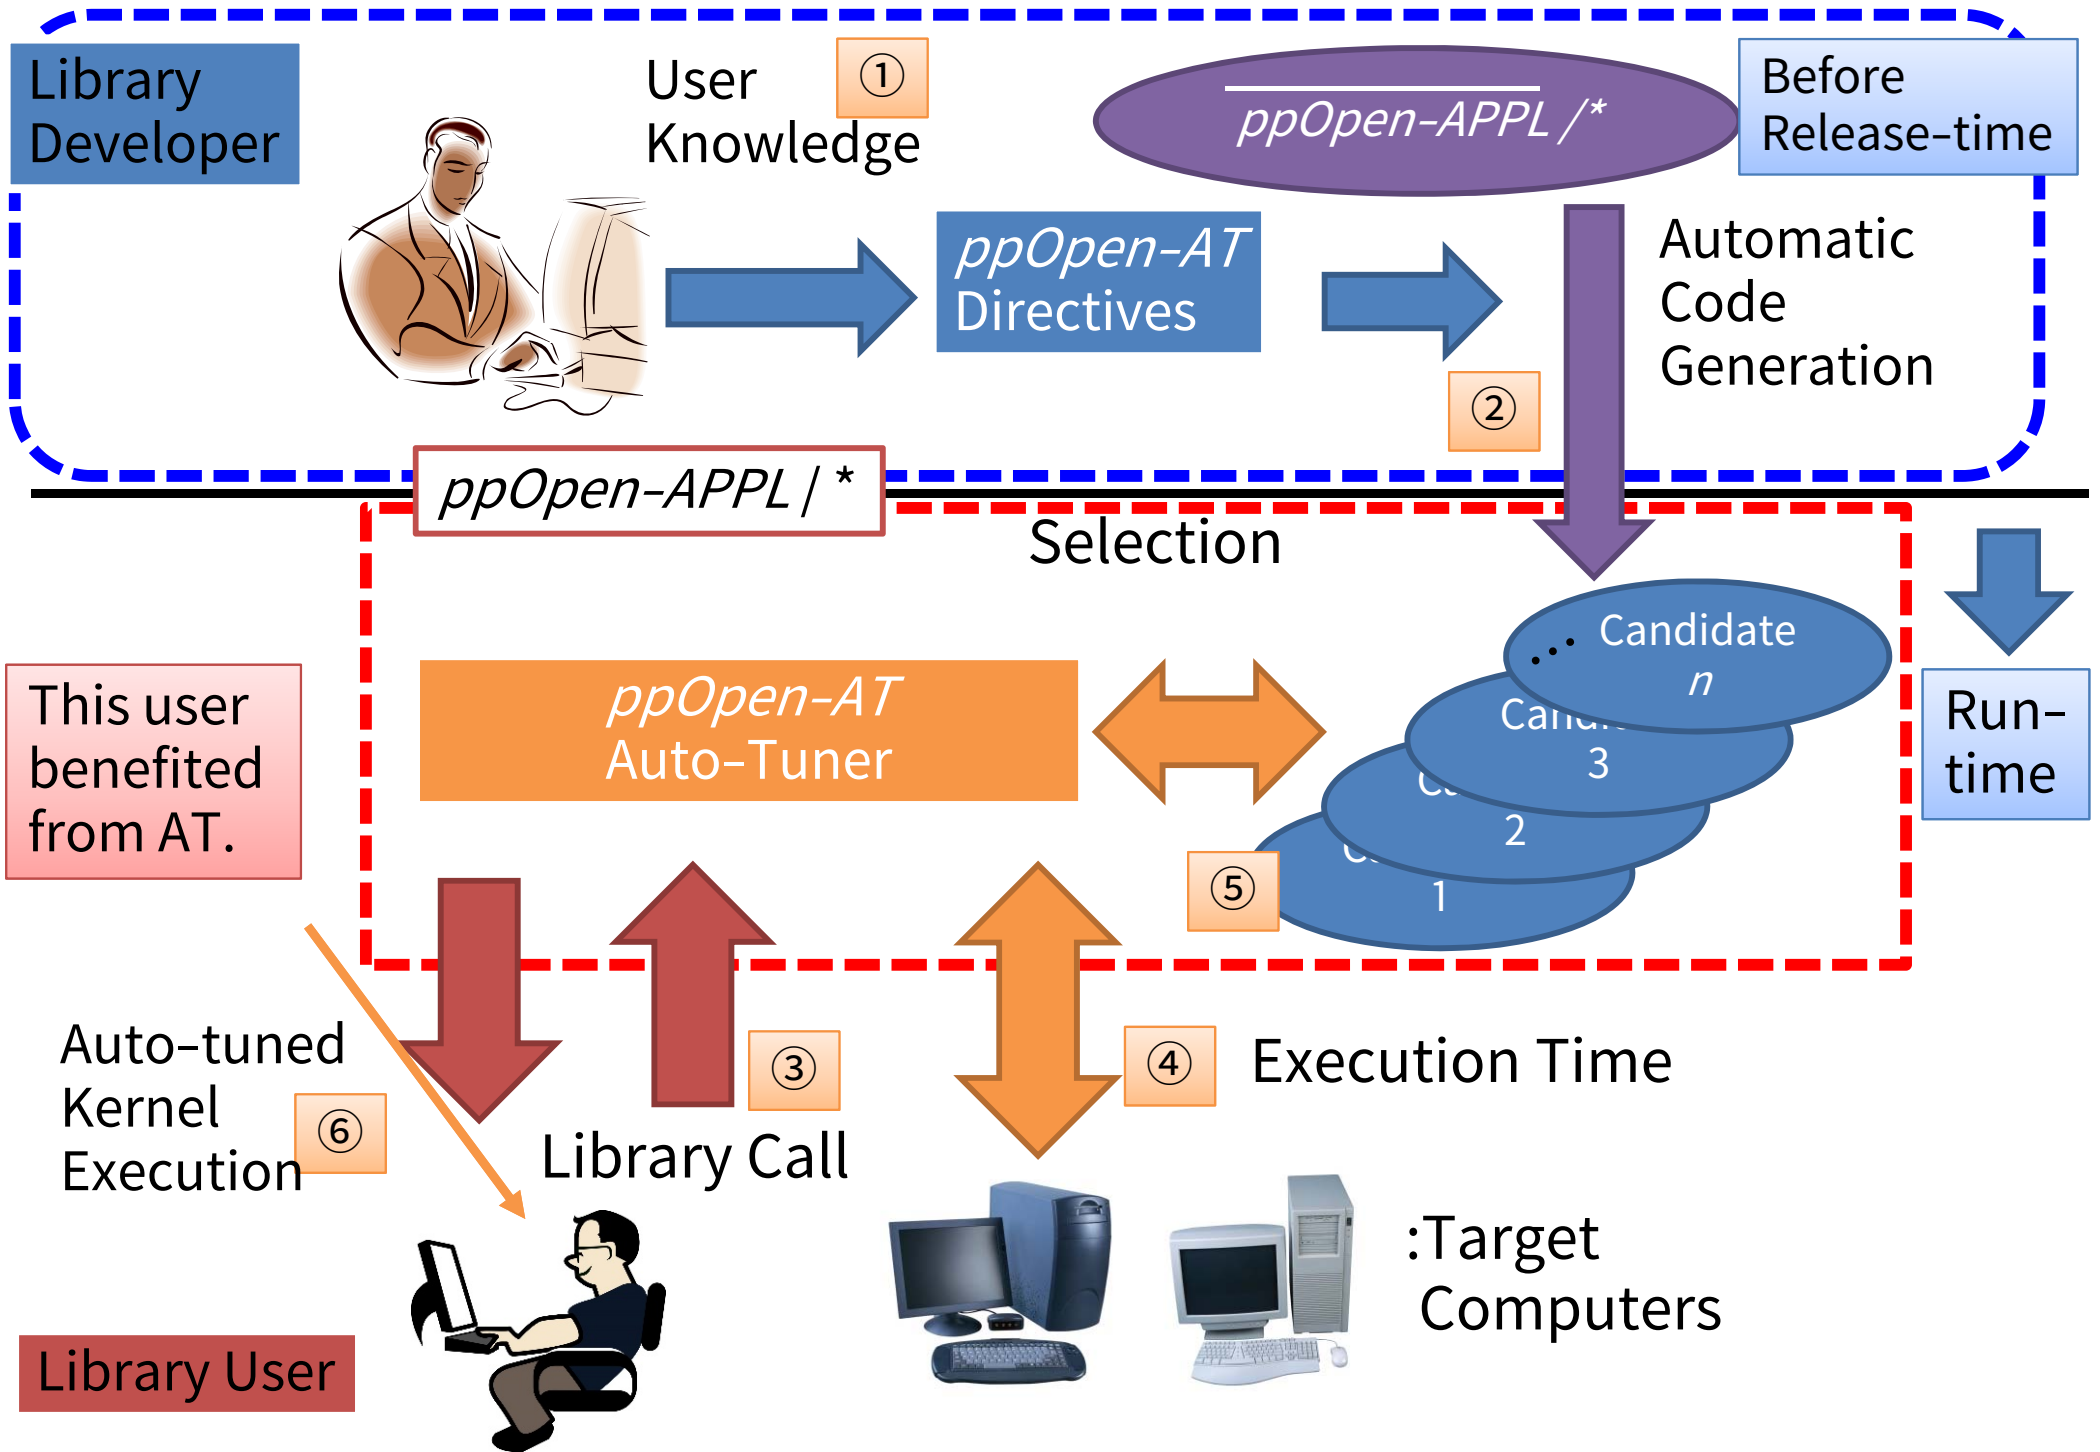 Library
Developer
User
Knowledge
①
ppOpen-APPL /*
Before
Release-time
ppOpen-AT
Directives
②
Automatic
Code
Generation
ppOpen-APPL / *
Selection
This user
benefited
from AT.
ppOpen-AT
Auto-Tuner
... Candidate
n
3
2
1
⑤
Run-
time
Auto-tuned
Kernel
Execution
⑥
③
Library Call
④
Execution Time
:Target
Computers
Library User